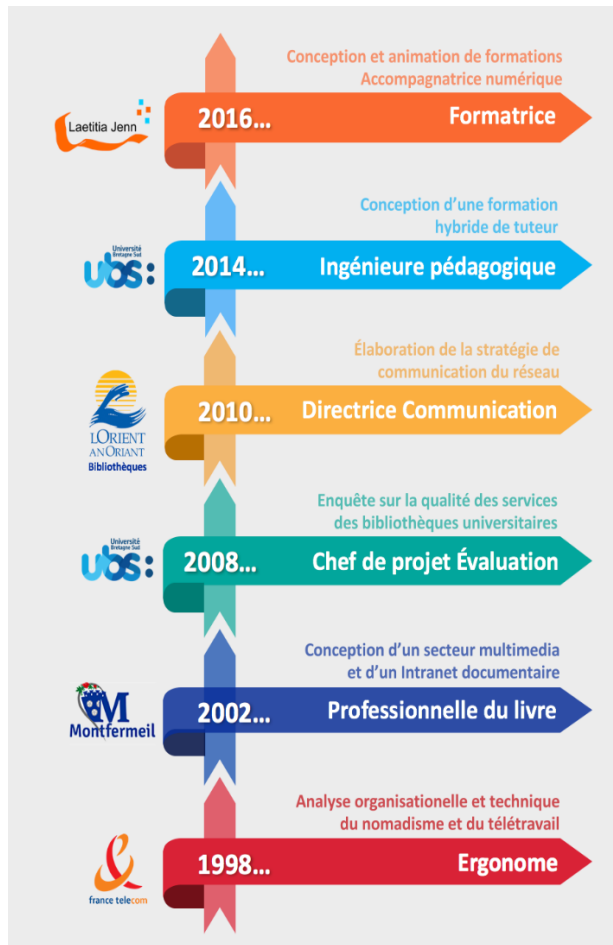 Conception et animation de formations
Accompagnatrice numérique
Laetitia Jenn
2016... Formatrice
Conception d'une formation
hybride de tuteur
Université
Bretagne Sud
ubs:
2014... Ingénieure pédagogique
Élaboration de la stratégie de
communication du réseau
LORIENT
AN ORIANT
Bibliothèques
2010... Directrice Communication
Enquête sur la qualité des services
des bibliothèques universitaires
Université
Bretagne Sud
ubs:
2008... Chef de projet Évaluation
Conception d'un secteur multimedia
et d'un Intranet documentaire
M
Montfermeil
2002... Professionnelle du livre
Analyse organisationelle et technique
du nomadisme et du télétravail
france telecom
1998... Ergonome